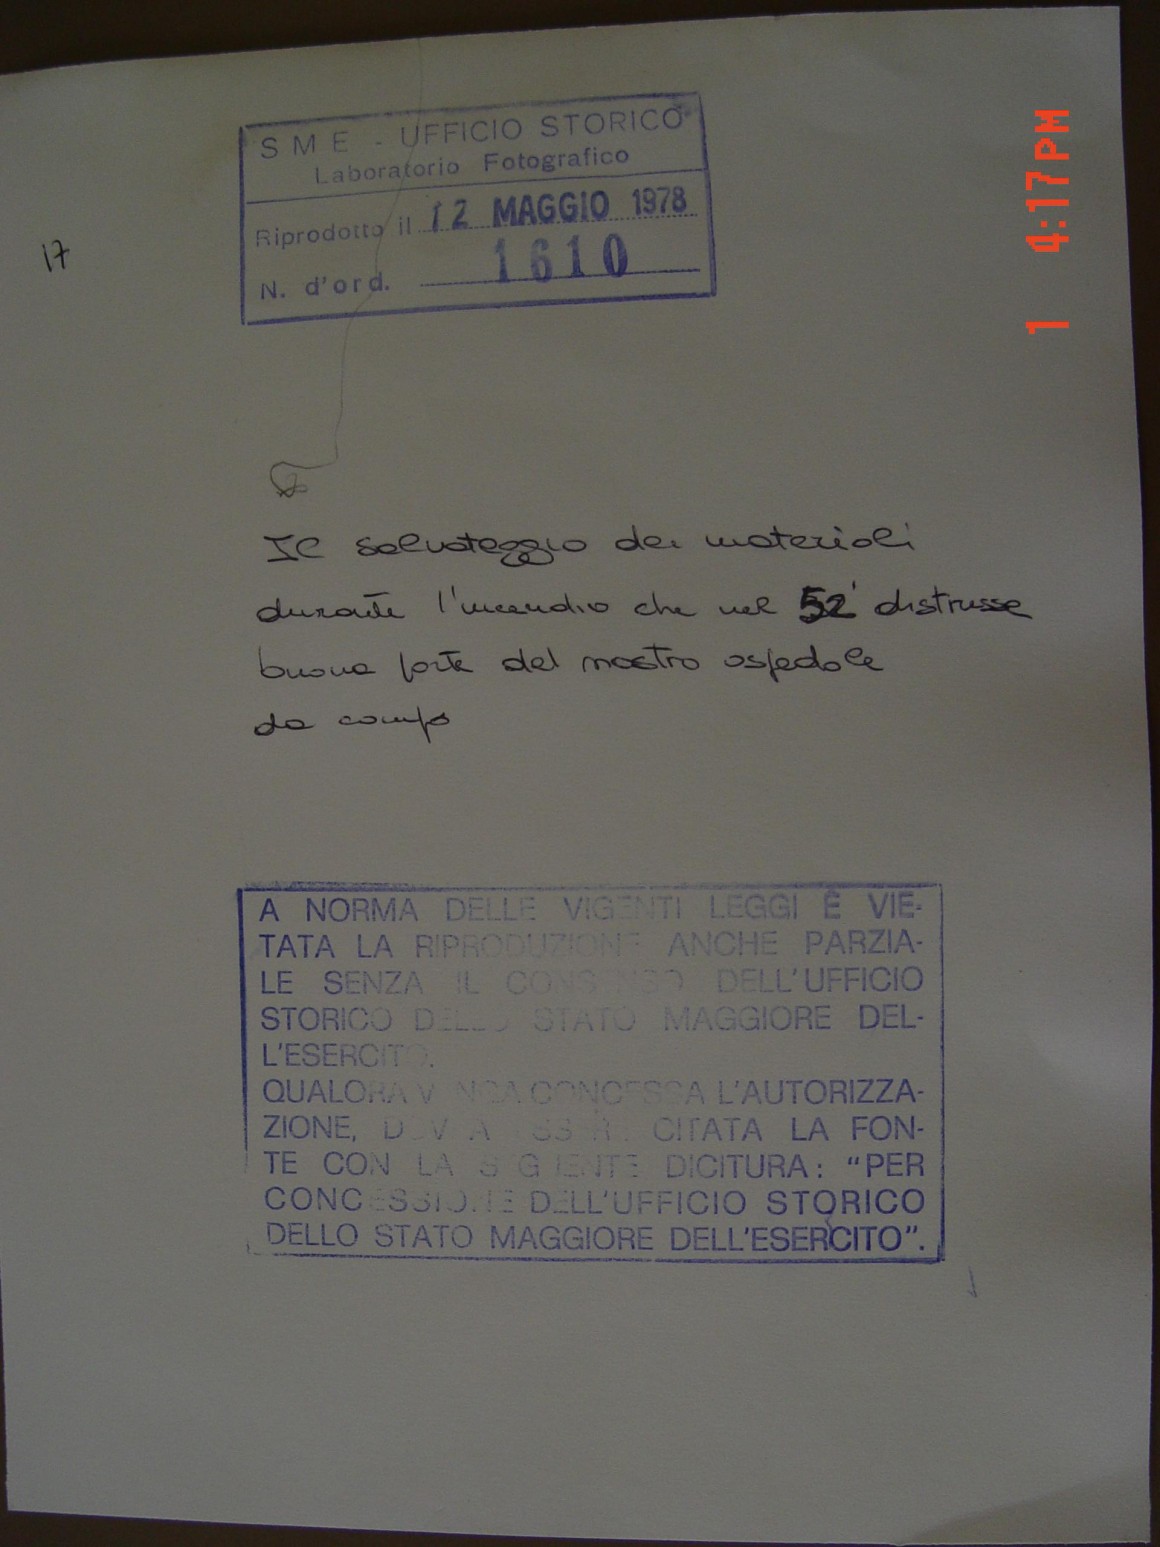 S M E - UFFICIO STORICO
Laboratorio Fotografico
Riprodotto il 12 MAGGIO 1978
N. d'ord. 1610
17
1 4:17PM
Il salvataggio dei materiali
durante l'incendio che nel 52' distrusse
buona parte del nostro ospedale
da campo
A NORMA DELLE VIGENTI LEGGI È VIE-
TATA LA RIPRODUZIONE ANCHE PARZIA-
LE SENZA IL CONSENSO DELL'UFFICIO
STORICO DELLO STATO MAGGIORE DEL-
L'ESERCITO.
QUALORA VENGA CONCESSA L'AUTORIZZA-
ZIONE, DOVRA ESSERE CITATA LA FON-
TE CON LA SEGUENTE DICITURA: "PER
CONCESSIONE DELL'UFFICIO STORICO
DELLO STATO MAGGIORE DELL'ESERCITO".